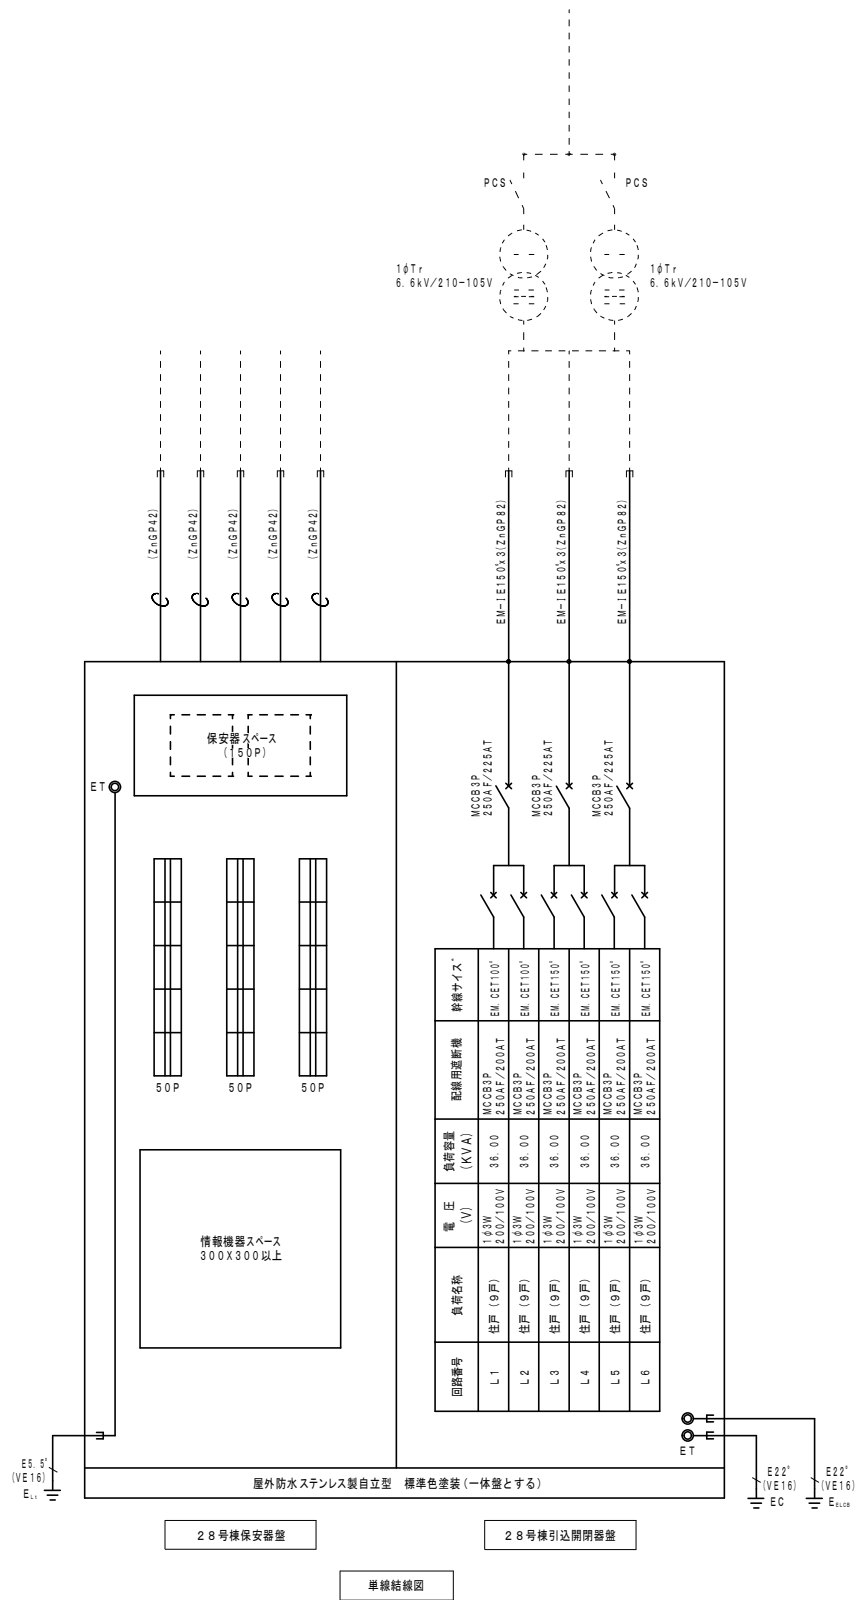 PCS
PCS
1φTr
6.6kV/210-105V
1φTr
6.6kV/210-105V
(ZnGP42)
(ZnGP42)
(ZnGP42)
(ZnGP42)
(ZnGP42)
EM-IE150°x3(ZnGP82)
EM-IE150°x3(ZnGP82)
EM-IE150°x3(ZnGP82)
保安器スペース
(150P)
ET
MCCB3P
250AF/225AT
MCCB3P
250AF/225AT
MCCB3P
250AF/225AT
50P
50P
50P
情報機器スペース
300X300以上
幹線サイズ
EM.CET100°
EM.CET100°
EM.CET150°
EM.CET150°
EM.CET150°
EM.CET150°
配線用遮断機
MCCB3P
250AF/200AT
MCCB3P
250AF/200AT
MCCB3P
250AF/200AT
MCCB3P
250AF/200AT
MCCB3P
250AF/200AT
MCCB3P
250AF/200AT
負荷容量
(KVA)
36.00
36.00
36.00
36.00
36.00
36.00
電圧
(V)
1φ3W
200/100V
1φ3W
200/100V
1φ3W
200/100V
1φ3W
200/100V
1φ3W
200/100V
1φ3W
200/100V
負荷名称
住戸(9戸)
住戸(9戸)
住戸(9戸)
住戸(9戸)
住戸(9戸)
住戸(9戸)
回路番号
L1
L2
L3
L4
L5
L6
ET
E5.5°
(VE16)
ELt
E22°
(VE16)
EC
E22°
(VE16)
EELCB
屋外防水ステンレス製自立型 標準色塗装(一体盤とする)
28号棟保安器盤
28号棟引込開閉器盤
単線結線図